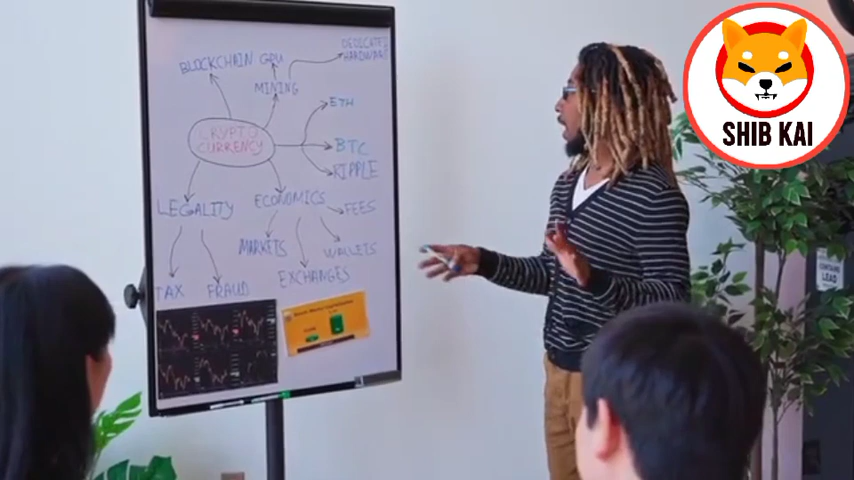 DEDICATED
HARDWARE
BLOCKCHAIN GPU
MINING
ETH
CRYPTO
CURRENCY
BTC
RIPPLE
LEGALITY
ECONOMICS
FEES
MARKETS
WALLETS
EXCHANGES
TAX
FRAUD
SHIB KAI
LEAD